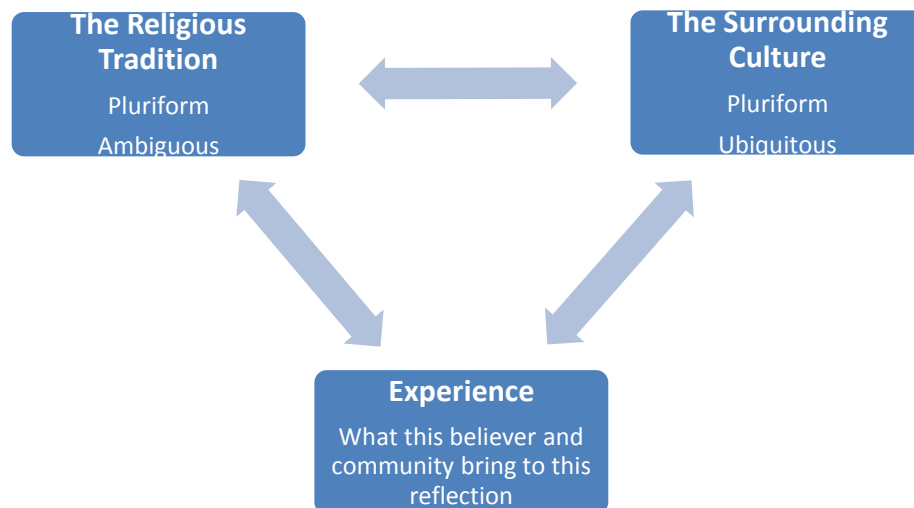 The Religious
Tradition
Pluriform
Ambiguous
The Surrounding
Culture
Pluriform
Ubiquitous
Experience
What this believer and
community bring to this
reflection